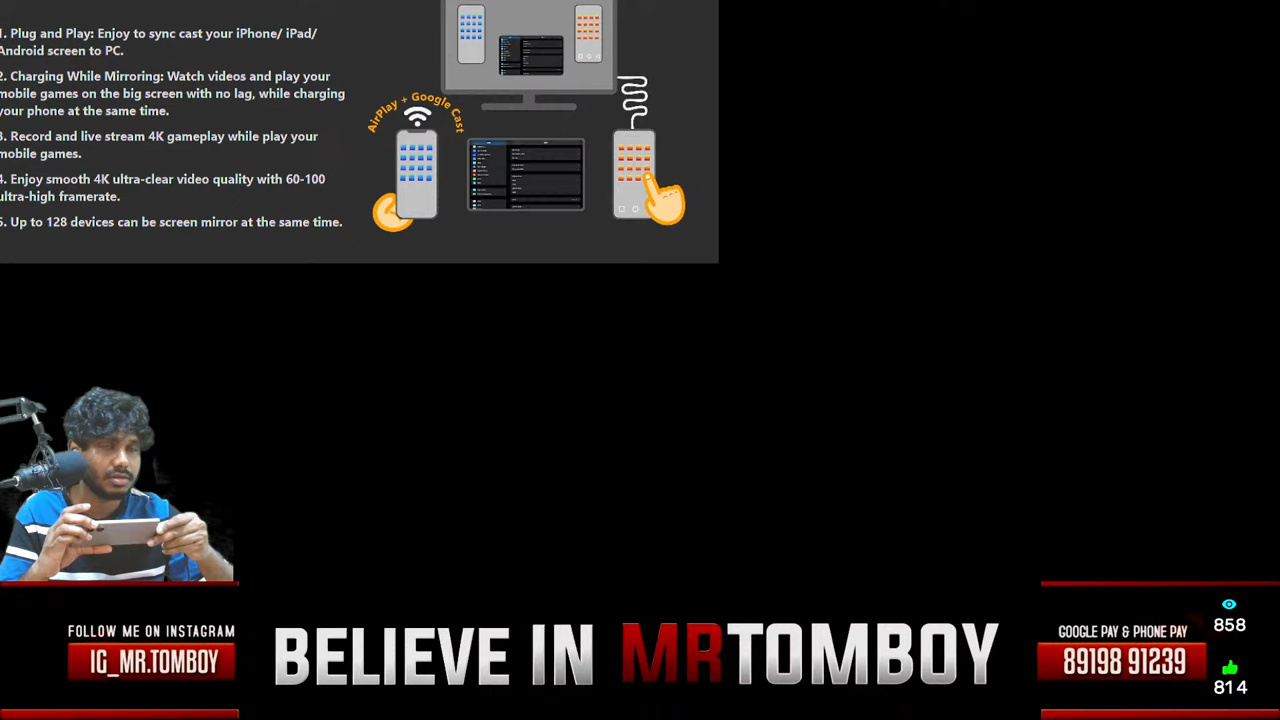 1. Plug and Play: Enjoy to sync cast your iPhone/ iPad/
Android screen to PC.
2. Charging While Mirroring: Watch videos and play your
mobile games on the big screen with no lag, while charging
your phone at the same time.
3. Record and live stream 4K gameplay while play your
mobile games.
4. Enjoy smoth 4K ultra-clear video quality with 60-100
ultra-high framerate.
5. Up to 128 devices can be screen mirror at the same time.
AirPlay + Google Cast
FOLLOW ME ON INSTAGRAM
IG_MR.TOMBOY
BELIEVE IN MRTOMBOY
GOOGLE PAY & PHONE PAY
89198 91239
858
814